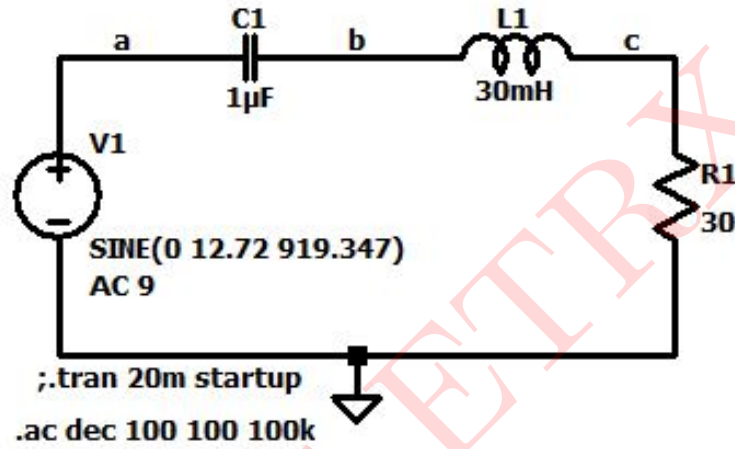 C1
a
b
L1
c
1µF
30mH
V1
R1
30
SINE(0 12.72 919.347)
AC 9
;.tran 20m startup
.ac dec 100 100 100k
ETRX